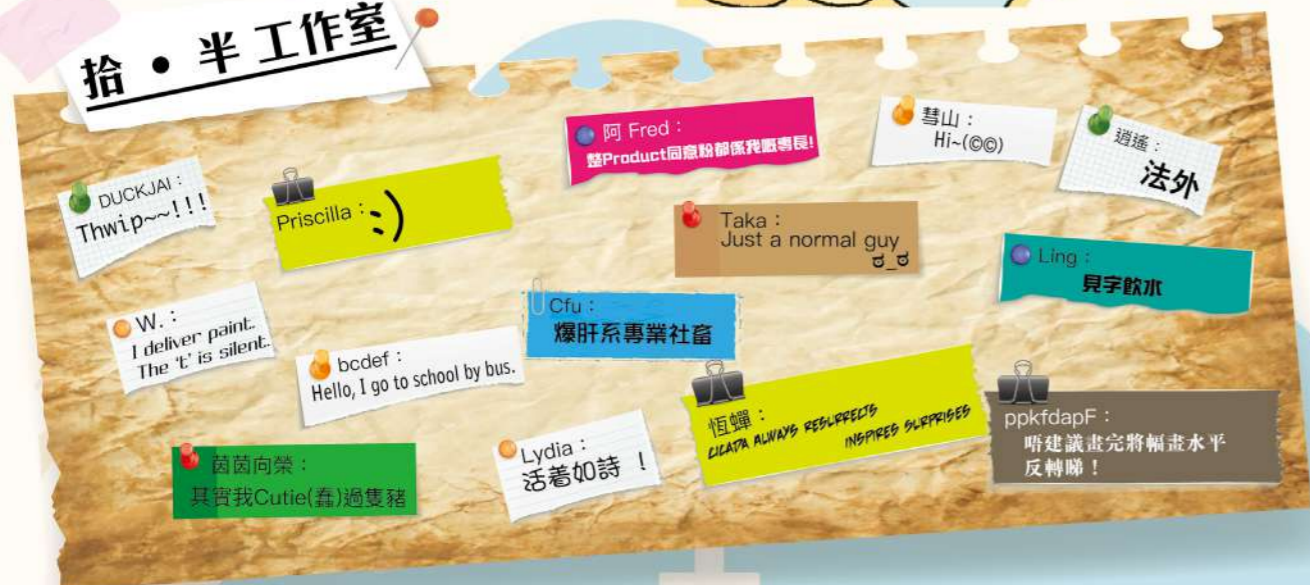 拾・半 工作室
DUCKJAI：
Thwip~~!!!
Priscilla：:)
阿 Fred：
整Product同意粉都係我嘅專長!
彗山：
Hi~(©©)
逍遙：
法外
Taka：
Just a normal guy
ಠ_ಠ
Ling：
見字飲水
W.：
I deliver paint.
The 't' is silent.
bcdef：
Hello, I go to school by bus.
Cfu：
爆肝系專業社畜
恆蟬：
CICADA ALWAYS RESURRECTS
INSPIRES SURPRISES
ppkfdapF：
唔建議畫完將幅畫水平
反轉睇！
茵茵向榮：
其實我Cutie(蠢)過隻豬
Lydia：
活着如詩 ！